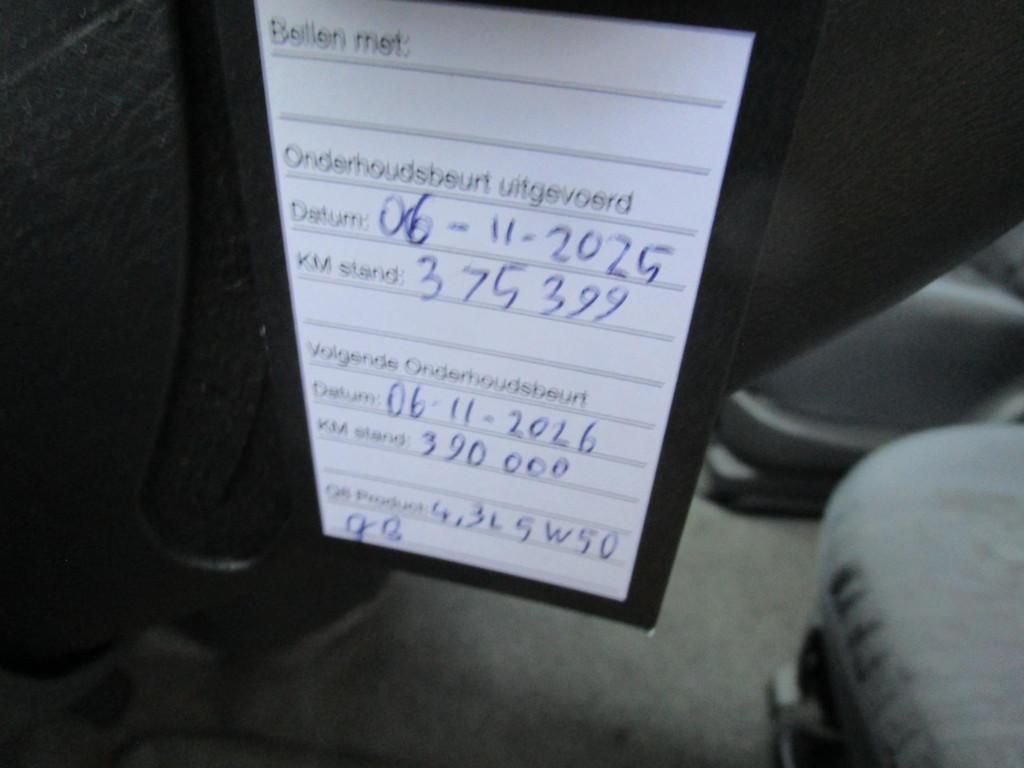 Bellen met:
Onderhoudsbeurt uitgevoerd
Datum: 06-11-2025
KM stand: 375399
Volgende Onderhoudsbeurt
Datum: 06-11-2026
KM stand: 390 000
Q8 Product: 4,3L 5W50